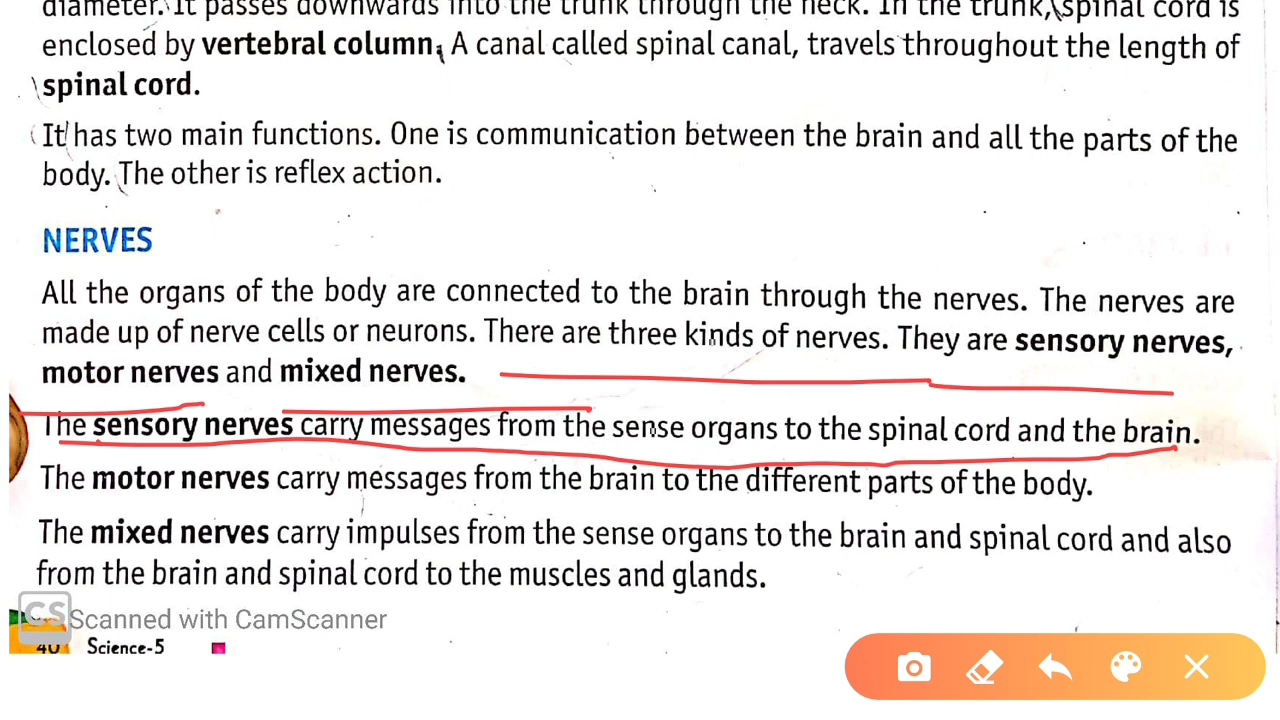 diameter. It passes downwards into the trunk through the neck. In the trunk, spinal cord is
enclosed by vertebral column, A canal called spinal canal, travels throughout the length of
spinal cord.
It has two main functions. One is communication between the brain and all the parts of the
body. The other is reflex action.
NERVES
All the organs of the body are connected to the brain through the nerves. The nerves are
made up of nerve cells or neurons. There are three kinds of nerves. They are sensory nerves,
motor nerves and mixed nerves.
The sensory nerves carry messages from the sense organs to the spinal cord and the brain.
The motor nerves carry messages from the brain to the different parts of the body.
The mixed nerves carry impulses from the sense organs to the brain and spinal cord and also
from the brain and spinal cord to the muscles and glands.
CS Scanned with CamScanner
40 Science-5